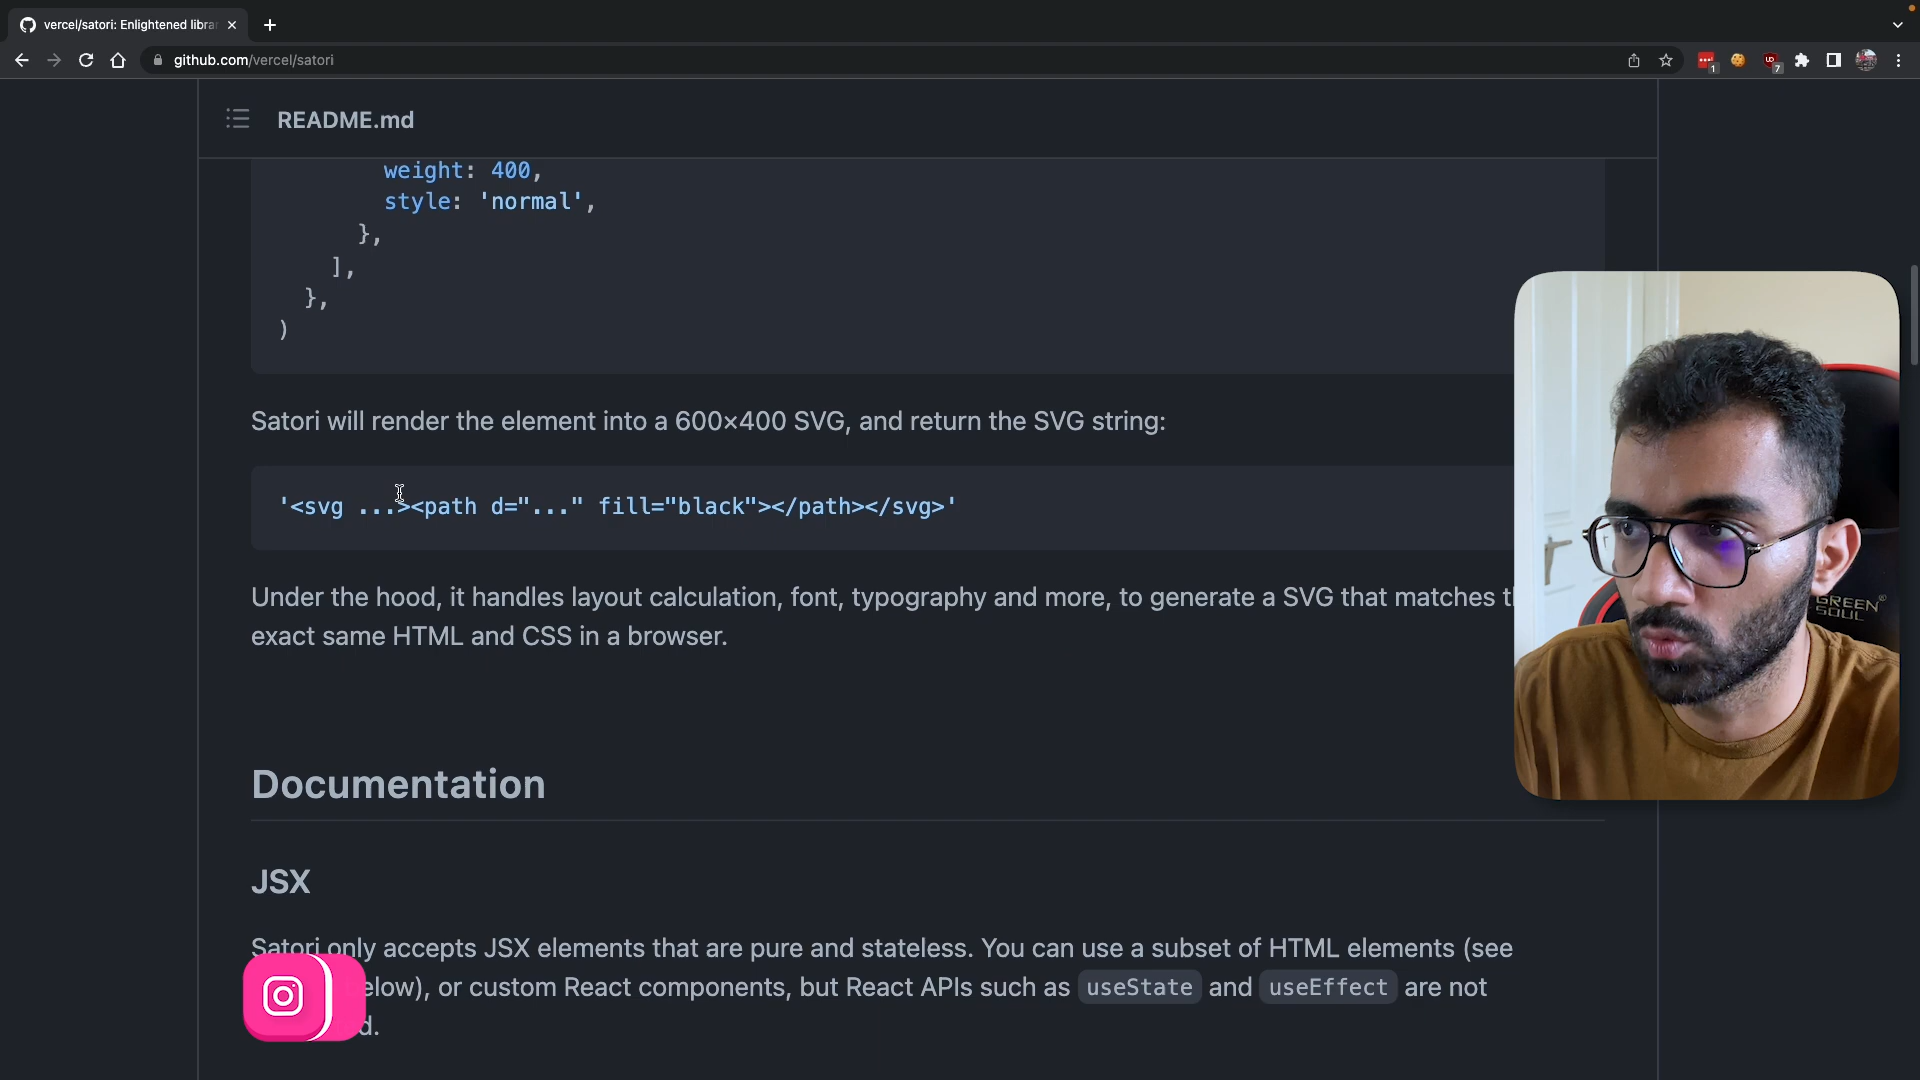 vercel/satori: Enlightened libra
github.com/vercel/satori
1
7
README.md
weight: 400,
style: 'normal',
},
],
},
)
Satori will render the element into a 600×400 SVG, and return the SVG string:
'<svg ...><path d="..." fill="black"></path></svg>'
Under the hood, it handles layout calculation, font, typography and more, to generate a SVG that matches t
exact same HTML and CSS in a browser.
GREEN
SOUL
Documentation
JSX
Satori only accepts JSX elements that are pure and stateless. You can use a subset of HTML elements (see
elow), or custom React components, but React APIs such as useState and useEffect are not
d.